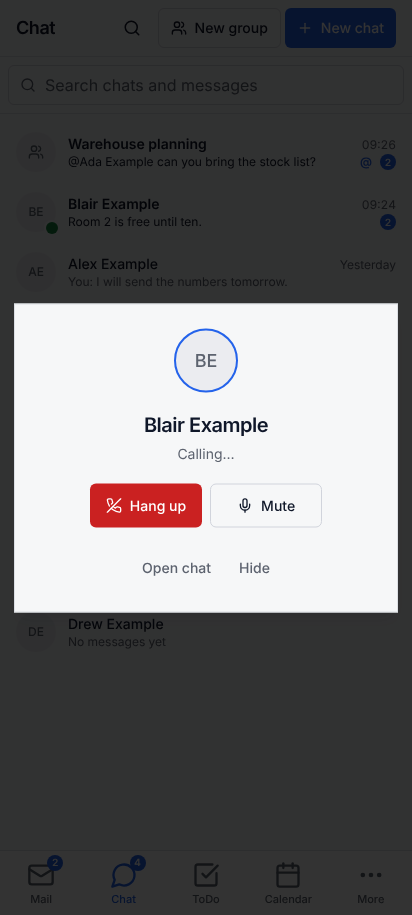 Chat
New group
New chat
Search chats and messages
Warehouse planning
09:26
@Ada Example can you bring the stock list?
@ 2
BE
Blair Example
09:24
Room 2 is free until ten.
2
AE
Alex Example
Yesterday
You: I will send the numbers tomorrow.
BE
Blair Example
Calling...
Hang up
Mute
Open chat
Hide
DE
Drew Example
No messages yet
2
4
Mail
Chat
ToDo
Calendar
More